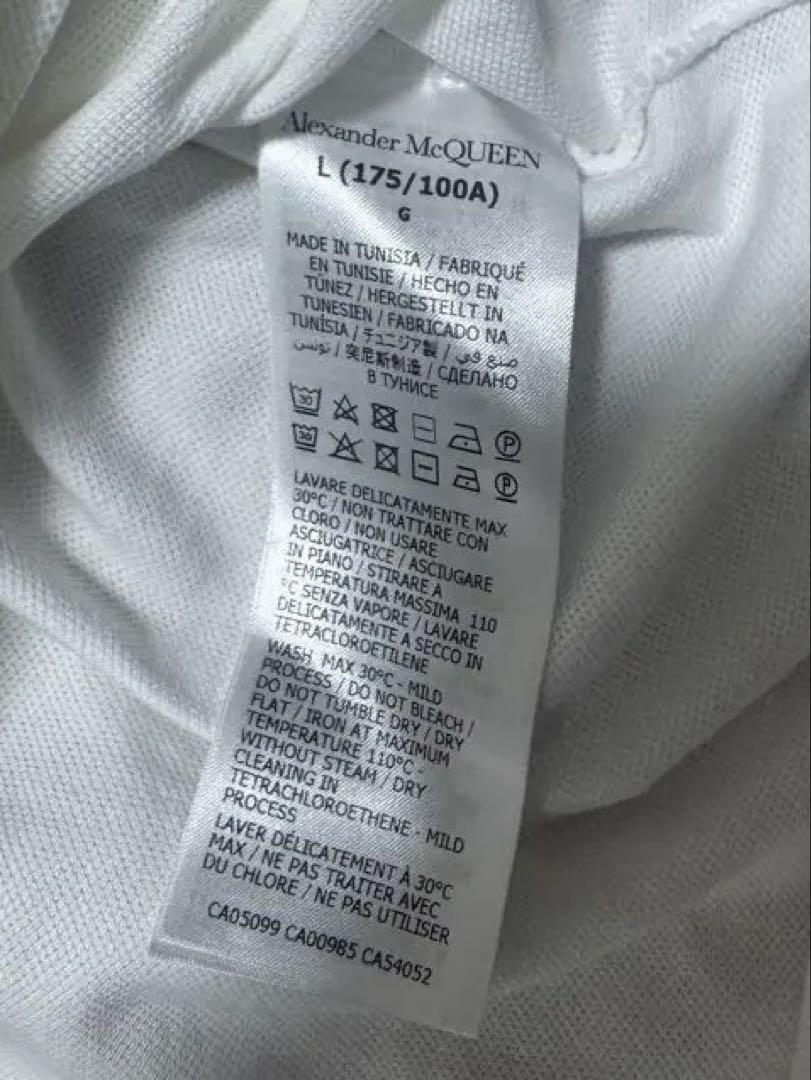 Alexander McQUEEN
L (175/100A)
G
MADE IN TUNISIA / FABRIQUÉ
EN TUNISIE / HECHO EN
TÚNEZ / HERGESTELLT IN
TUNESIEN / FABRICADO NA
TUNÍSIA / チュニジア製 / صنع في
تونس / 突尼斯制造 / СДЕЛАНО
В ТУНИСЕ
30 P
30 P
LAVARE DELICATAMENTE MAX
30°C / NON TRATTARE CON
CLORO / NON USARE
ASCIUGATRICE / ASCIUGARE
IN PIANO / STIRARE A
TEMPERATURA MASSIMA 110
°C SENZA VAPORE / LAVARE
DELICATAMENTE A SECCO IN
TETRACLOROETILENE
WASH MAX 30°C - MILD
PROCESS / DO NOT BLEACH /
DO NOT TUMBLE DRY / DRY
FLAT / IRON AT MAXIMUM
TEMPERATURE 110°C -
WITHOUT STEAM / DRY
CLEANING IN
TETRACHLOROETHENE - MILD
PROCESS
LAVER DÉLICATEMENT À 30°C
MAX / NE PAS TRAITER AVEC
DU CHLORE / NE PAS UTILISER
CA05099 CA00985 CA54052